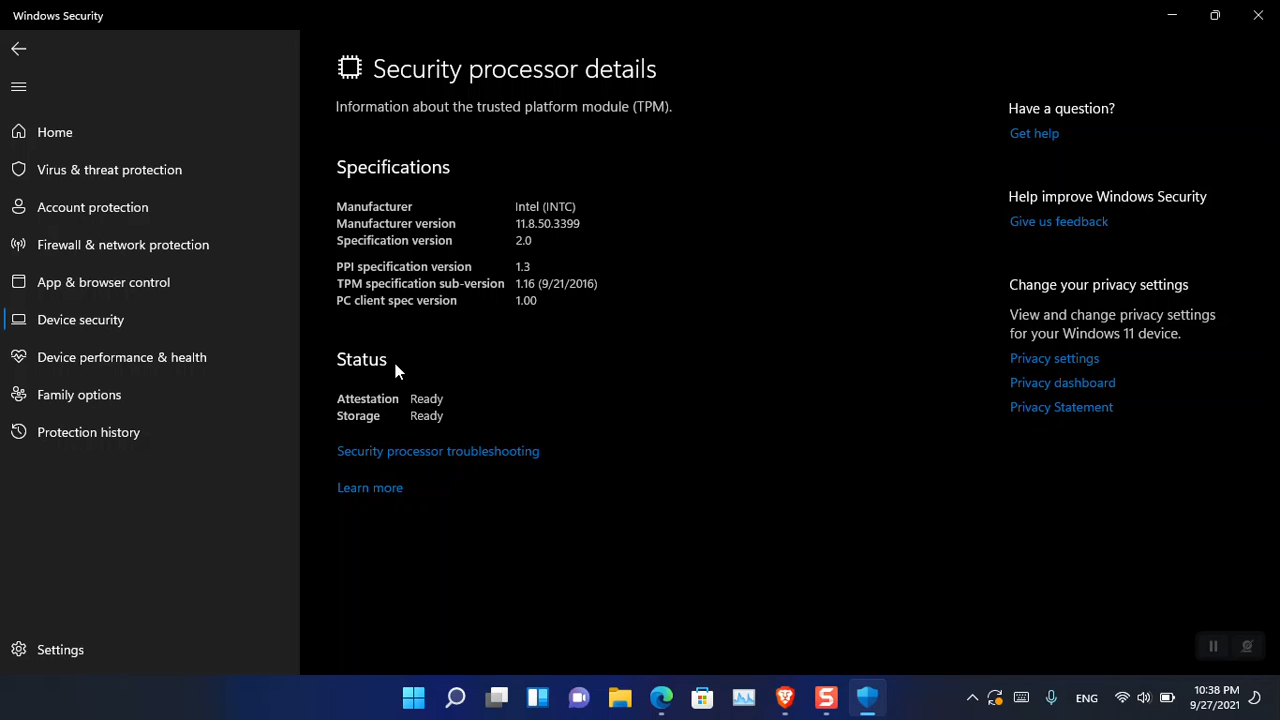 Windows Security
Home
Virus & threat protection
Account protection
Firewall & network protection
App & browser control
Device security
Device performance & health
Family options
Protection history
Settings
Security processor details
Information about the trusted platform module (TPM).
Specifications
Manufacturer Intel (INTC)
Manufacturer version 11.8.50.3399
Specification version 2.0
PPI specification version 1.3
TPM specification sub-version 1.16 (9/21/2016)
PC client spec version 1.00
Status
Attestation Ready
Storage Ready
Security processor troubleshooting
Learn more
Have a question?
Get help
Help improve Windows Security
Give us feedback
Change your privacy settings
View and change privacy settings
for your Windows 11 device.
Privacy settings
Privacy dashboard
Privacy Statement
S
ENG
10:38 PM
9/27/2021